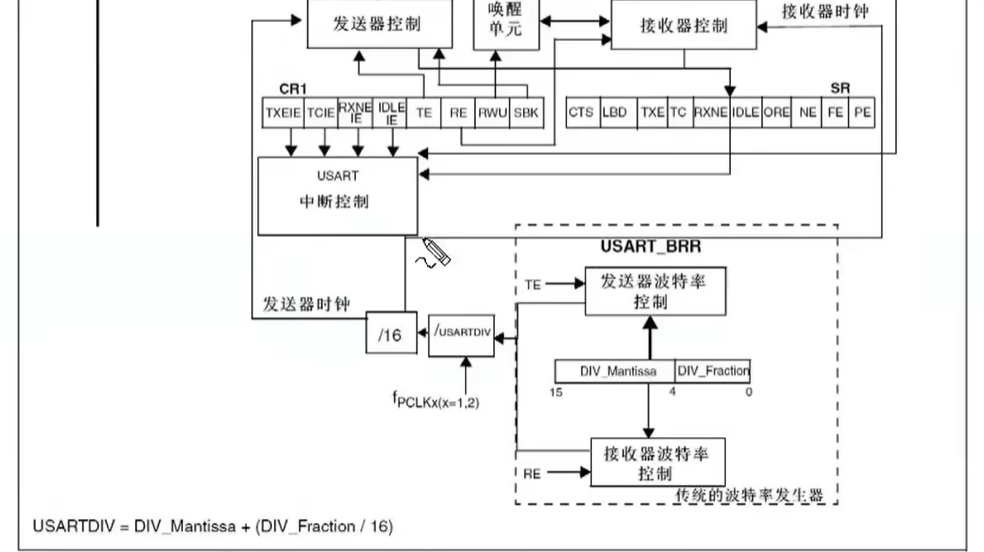 唤醒
单元
发送器控制
接收器控制
接收器时钟
CR1
SR
TXEIE TCIE RXNE IE IDLE IE TE RE RWU SBK
CTS LBD TXE TC RXNE IDLE ORE NE FE PE
USART
中断控制
USART_BRR
TE
发送器波特率
控制
发送器时钟
/16
/USARTDIV
DIV_Mantissa DIV_Fraction
15 4 0
fPCLKx(x=1,2)
接收器波特率
控制
RE
传统的波特率发生器
USARTDIV = DIV_Mantissa + (DIV_Fraction / 16)